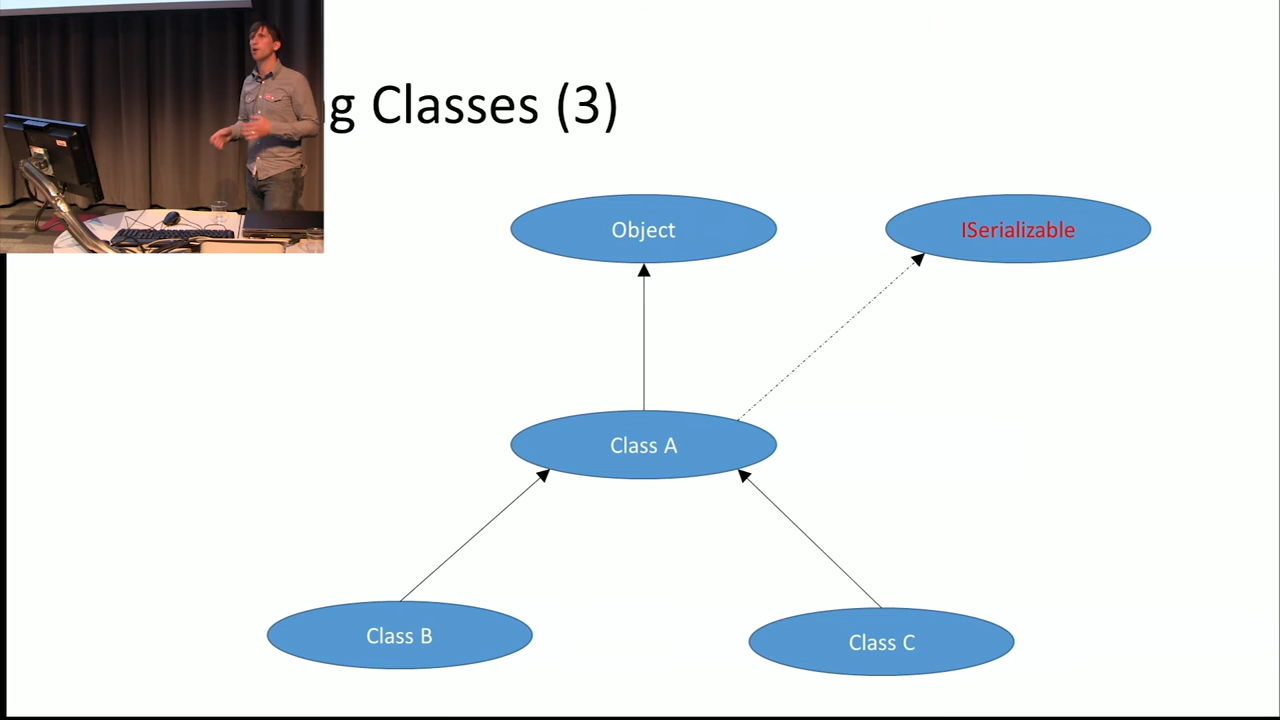 g Classes (3)
Object
ISerializable
Class A
Class B
Class C